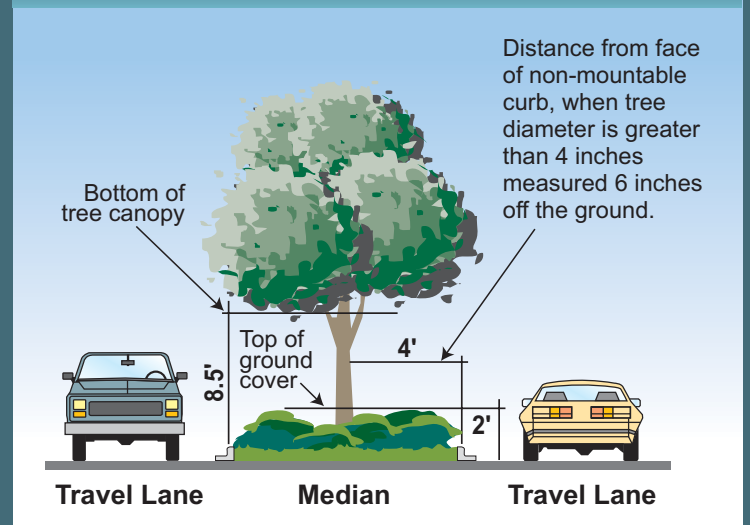 Distance from face
of non-mountable
curb, when tree
diameter is greater
than 4 inches
measured 6 inches
off the ground.
Bottom of
tree canopy
Top of
ground
cover
8.5'
4'
2'
Travel Lane
Median
Travel Lane